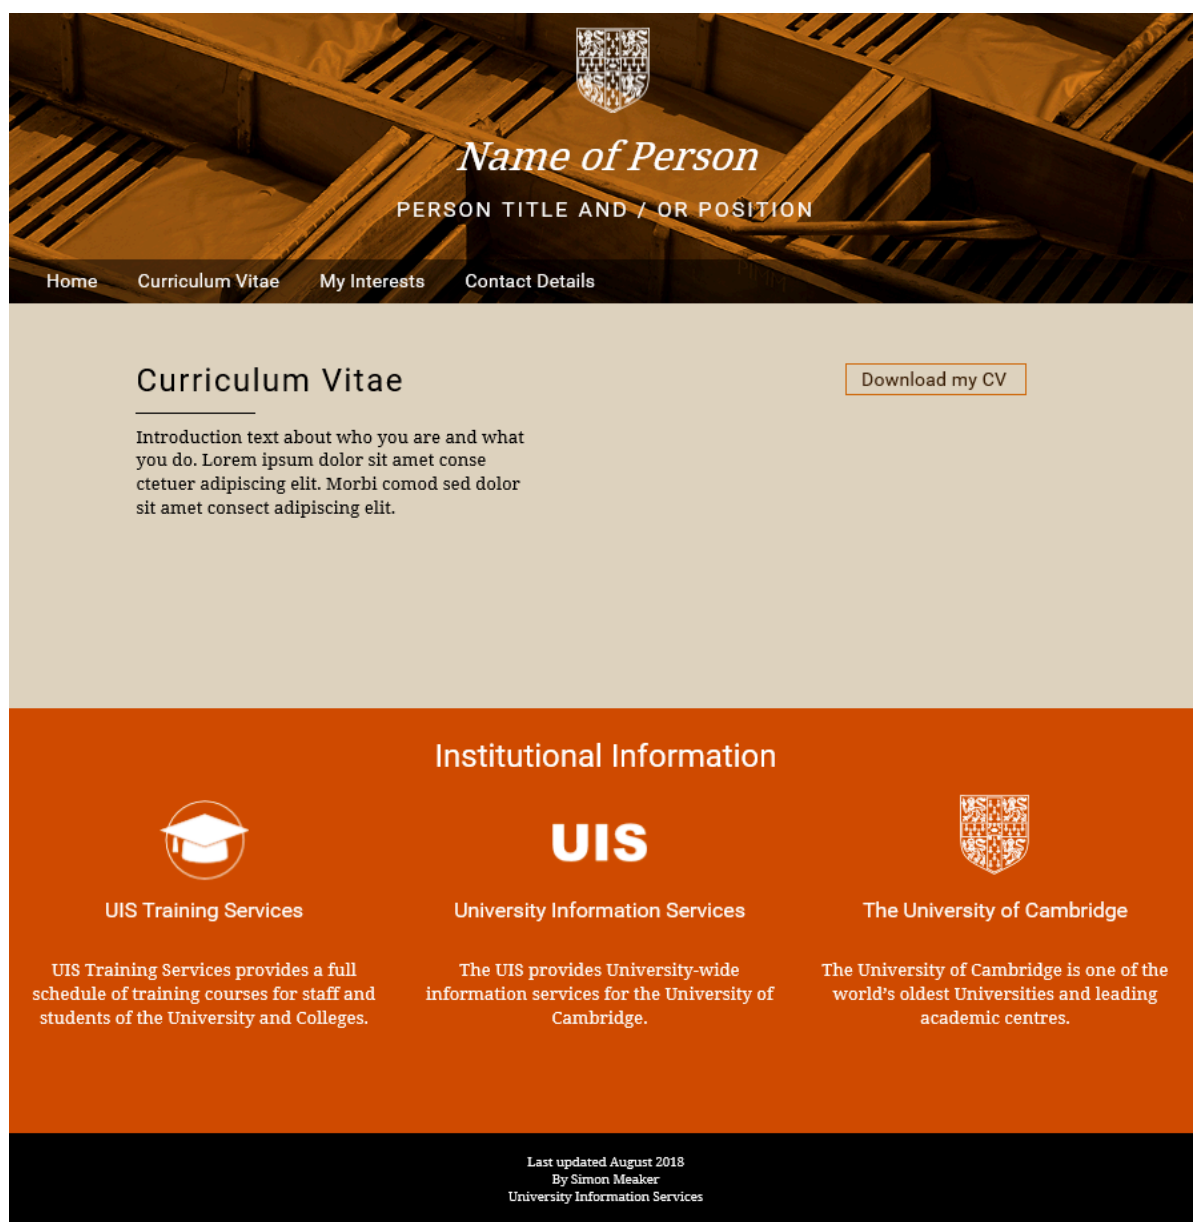 Name of Person
PERSON TITLE AND / OR POSITION
Home Curriculum Vitae My Interests Contact Details
Curriculum Vitae
Download my CV
Introduction text about who you are and what
you do. Lorem ipsum dolor sit amet conse
ctetuer adipiscing elit. Morbi comod sed dolor
sit amet consect adipiscing elit.
Institutional Information
UIS
UIS Training Services
University Information Services
The University of Cambridge
UIS Training Services provides a full
schedule of training courses for staff and
students of the University and Colleges.
The UIS provides University-wide
information services for the University of
Cambridge.
The University of Cambridge is one of the
world's oldest Universities and leading
academic centres.
Last updated August 2018
By Simon Meaker
University Information Services